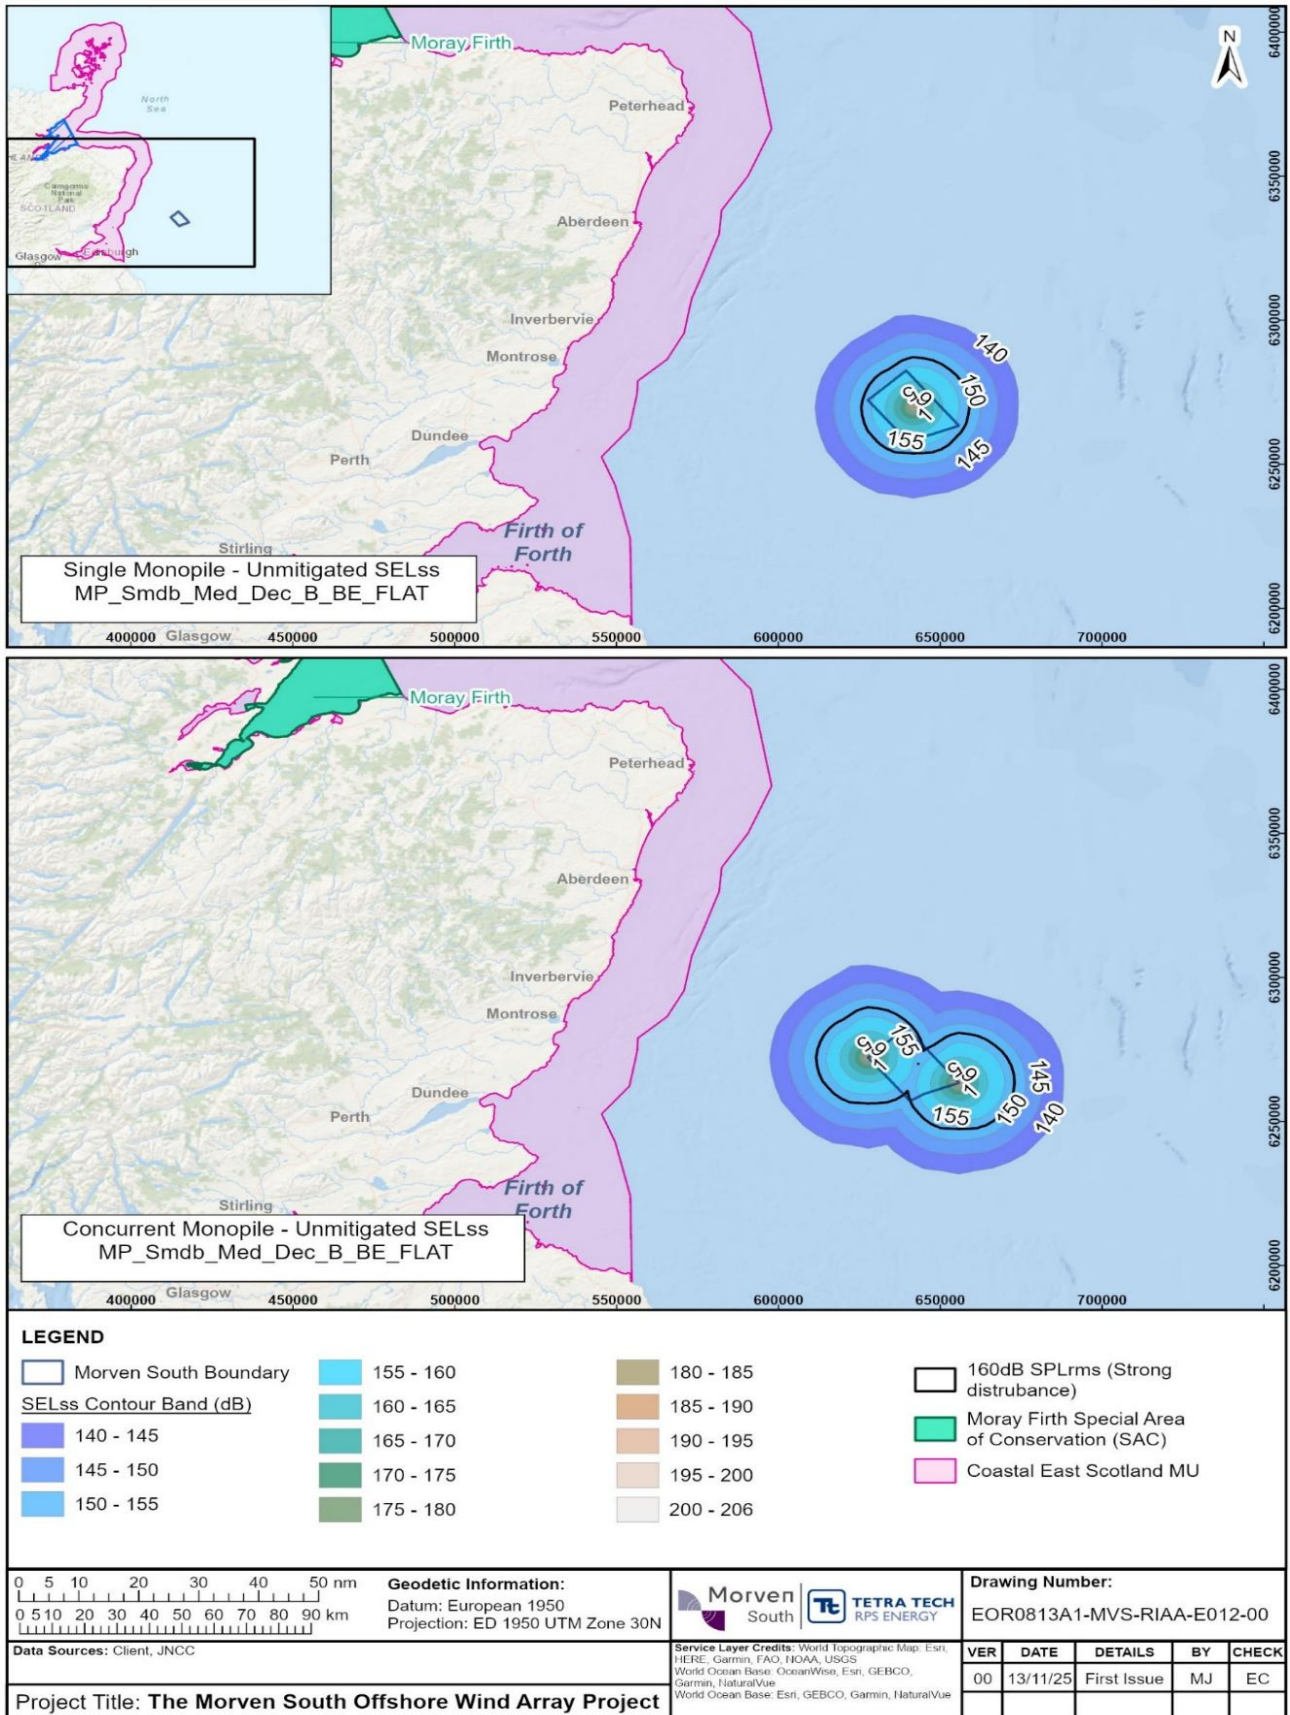 Moray Firth
N
North
Sea
Cairngorms
National
Park
SCOTLAND
Glasgow
Edinburgh
Peterhead
Aberdeen
Inverbervie
Montrose
Dundee
Perth
Stirling
Firth of
Forth
140
150
165
155
145
6400000
6350000
6300000
6250000
6200000
Single Monopile - Unmitigated SELss
MP_Smdb_Med_Dec_B_BE_FLAT
400000 Glasgow 450000 500000 550000 600000 650000 700000
Moray Firth
Peterhead
Aberdeen
Inverbervie
Montrose
Dundee
Perth
Stirling
Firth of
Forth
165
155
165
155
150
145
140
6400000
6350000
6300000
6250000
6200000
Concurrent Monopile - Unmitigated SELss
MP_Smdb_Med_Dec_B_BE_FLAT
400000 Glasgow 450000 500000 550000 600000 650000 700000
LEGEND
Morven South Boundary
SELss Contour Band (dB)
140 - 145
145 - 150
150 - 155
155 - 160
160 - 165
165 - 170
170 - 175
175 - 180
180 - 185
185 - 190
190 - 195
195 - 200
200 - 206
160dB SPLrms (Strong
distrubance)
Moray Firth Special Area
of Conservation (SAC)
Coastal East Scotland MU
0 5 10 20 30 40 50 nm
0 5 10 20 30 40 50 60 70 80 90 km
Geodetic Information:
Datum: European 1950
Projection: ED 1950 UTM Zone 30N
Morven
South
Tt TETRA TECH
RPS ENERGY
Drawing Number:
EOR0813A1-MVS-RIAA-E012-00
Data Sources: Client, JNCC
Service Layer Credits: World Topographic Map: Esri,
HERE, Garmin, FAO, NOAA, USGS
World Ocean Base: OceanWise, Esri, GEBCO,
Garmin, NaturalVue
World Ocean Base: Esri, GEBCO, Garmin, NaturalVue
VER DATE DETAILS BY CHECK
00 13/11/25 First Issue MJ EC
Project Title: The Morven South Offshore Wind Array Project